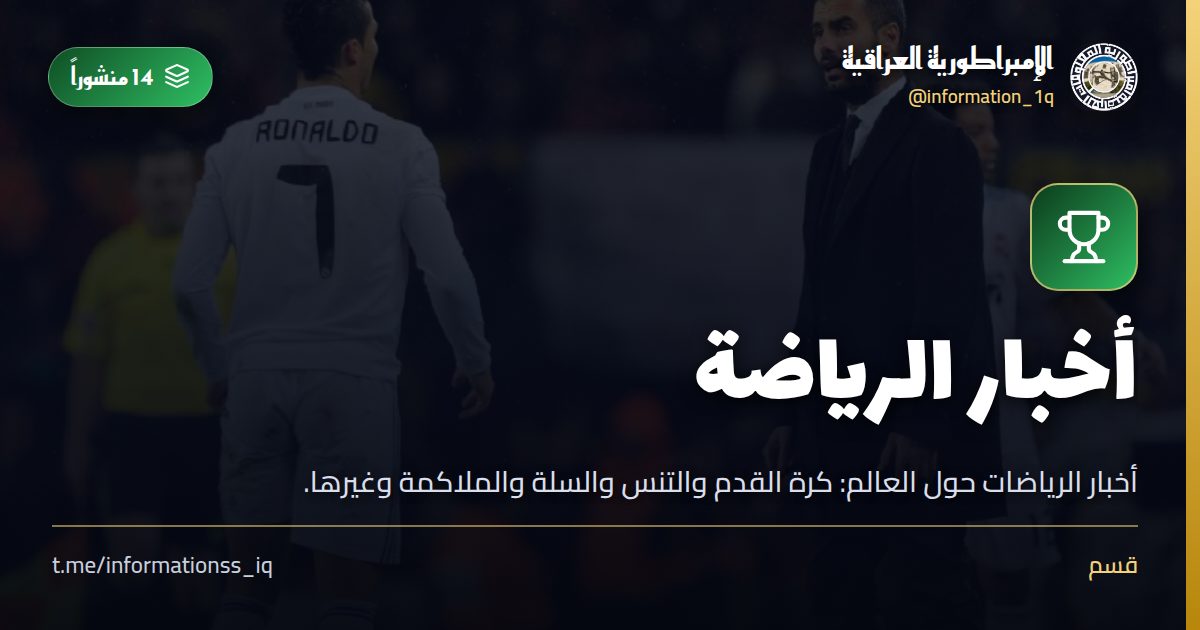 الإمبراطورية العراقية
@information_1q
14 منشوراً
RONALDO
7
أخبار الرياضة
أخبار الرياضات حول العالم: كرة القدم والتنس والسلة والملاكمة وغيرها.
قسم
t.me/informationss_iq